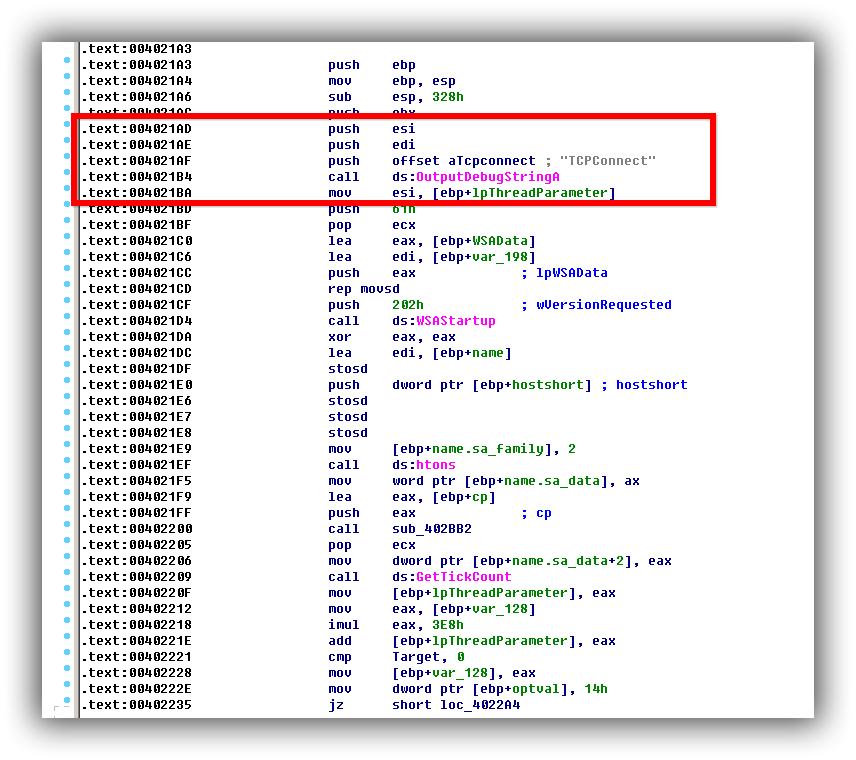 .text:004021A3
.text:004021A3 push ebp
.text:004021A4 mov ebp, esp
.text:004021A6 sub esp, 328h
.text:004021AC push ebx
.text:004021AD push esi
.text:004021AE push edi
.text:004021AF push offset aTcpconnect ; "TCPConnect"
.text:004021B4 call ds:OutputDebugStringA
.text:004021BA mov esi, [ebp+lpThreadParameter]
.text:004021BD push 61h
.text:004021BF pop ecx
.text:004021C0 lea eax, [ebp+WSAData]
.text:004021C6 lea edi, [ebp+var_198]
.text:004021CC push eax ; lpWSAData
.text:004021CD rep movsd
.text:004021CF push 202h ; wVersionRequested
.text:004021D4 call ds:WSAStartup
.text:004021DA xor eax, eax
.text:004021DC lea edi, [ebp+name]
.text:004021DF stosd
.text:004021E0 push dword ptr [ebp+hostshort] ; hostshort
.text:004021E6 stosd
.text:004021E7 stosd
.text:004021E8 stosd
.text:004021E9 mov [ebp+name.sa_family], 2
.text:004021EF call ds:htons
.text:004021F5 mov word ptr [ebp+name.sa_data], ax
.text:004021F9 lea eax, [ebp+cp]
.text:004021FF push eax ; cp
.text:00402200 call sub_402BB2
.text:00402205 pop ecx
.text:00402206 mov dword ptr [ebp+name.sa_data+2], eax
.text:00402209 call ds:GetTickCount
.text:0040220F mov [ebp+lpThreadParameter], eax
.text:00402212 mov eax, [ebp+var_128]
.text:00402218 imul eax, 3E8h
.text:0040221E add [ebp+lpThreadParameter], eax
.text:00402221 cmp Target, 0
.text:00402228 mov [ebp+var_128], eax
.text:0040222E mov dword ptr [ebp+optval], 14h
.text:00402235 jz short loc_4022A4